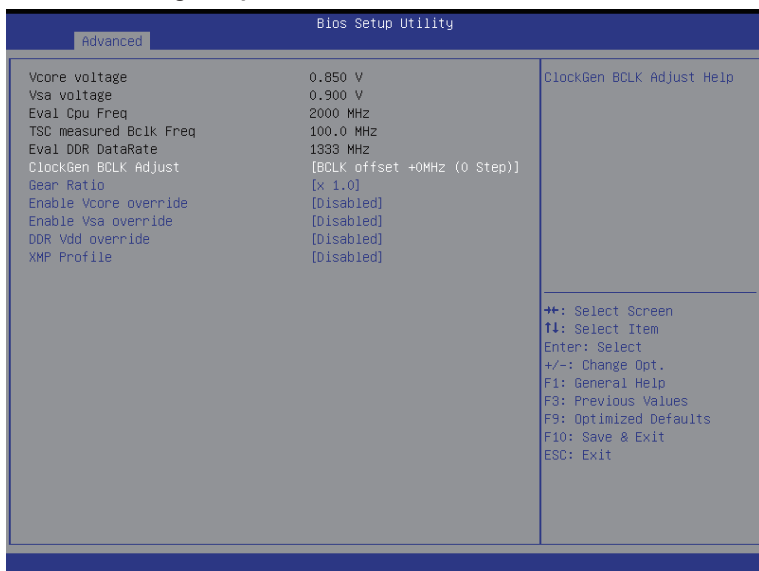 Bios Setup Utility
Advanced
Vcore voltage 0.850 V
Vsa voltage 0.900 V
Eval Cpu Freq 2000 MHz
TSC measured Bclk Freq 100.0 MHz
Eval DDR DataRate 1333 MHz
ClockGen BCLK Adjust [BCLK offset +0MHz (0 Step)]
Gear Ratio [x 1.0]
Enable Vcore override [Disabled]
Enable Vsa override [Disabled]
DDR Vdd override [Disabled]
XMP Profile [Disabled]
ClockGen BCLK Adjust Help
→←: Select Screen
↑↓: Select Item
Enter: Select
+/-: Change Opt.
F1: General Help
F3: Previous Values
F9: Optimized Defaults
F10: Save & Exit
ESC: Exit